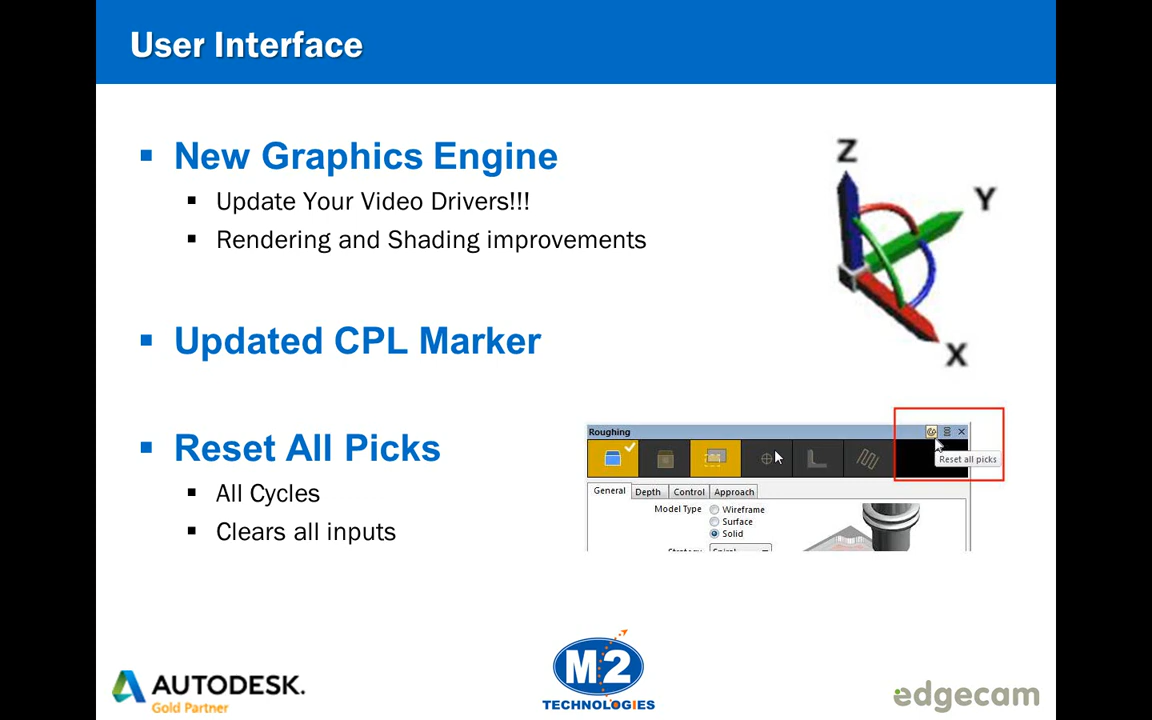 User Interface
New Graphics Engine
Update Your Video Drivers!!!
Rendering and Shading improvements
Z
Y
X
Updated CPL Marker
Reset All Picks
All Cycles
Clears all inputs
Roughing
Reset all picks
General Depth Control Approach
Model Type Wireframe
Surface
Solid
Strategy Spiral
AUTODESK.
Gold Partner
M2
TECHNOLOGIES
edgecam